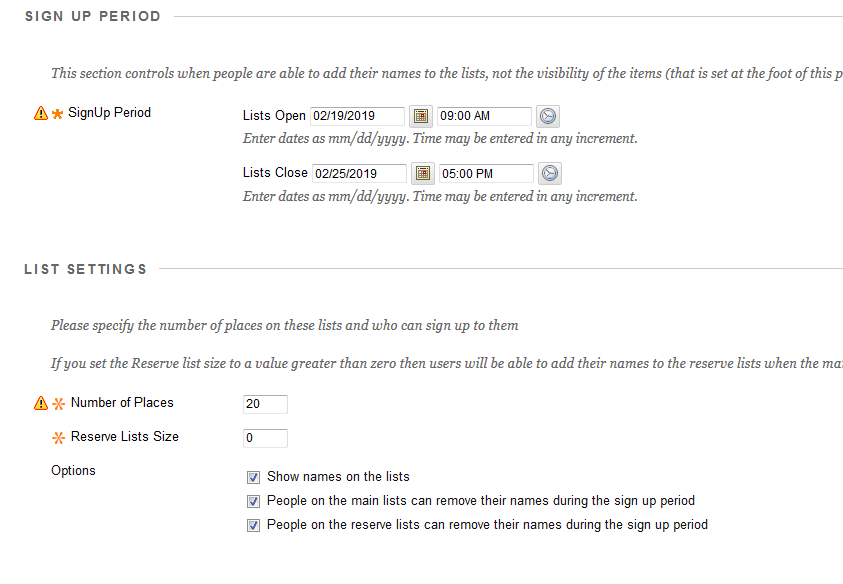 SIGN UP PERIOD
This section controls when people are able to add their names to the lists, not the visibility of the items (that is set at the foot of this p
SignUp Period
Lists Open 02/19/2019 09:00 AM
Enter dates as mm/dd/yyyy. Time may be entered in any increment.
Lists Close 02/25/2019 05:00 PM
Enter dates as mm/dd/yyyy. Time may be entered in any increment.
LIST SETTINGS
Please specify the number of places on these lists and who can sign up to them
If you set the Reserve list size to a value greater than zero then users will be able to add their names to the reserve lists when the mai
Number of Places 20
Reserve Lists Size 0
Options
Show names on the lists
People on the main lists can remove their names during the sign up period
People on the reserve lists can remove their names during the sign up period